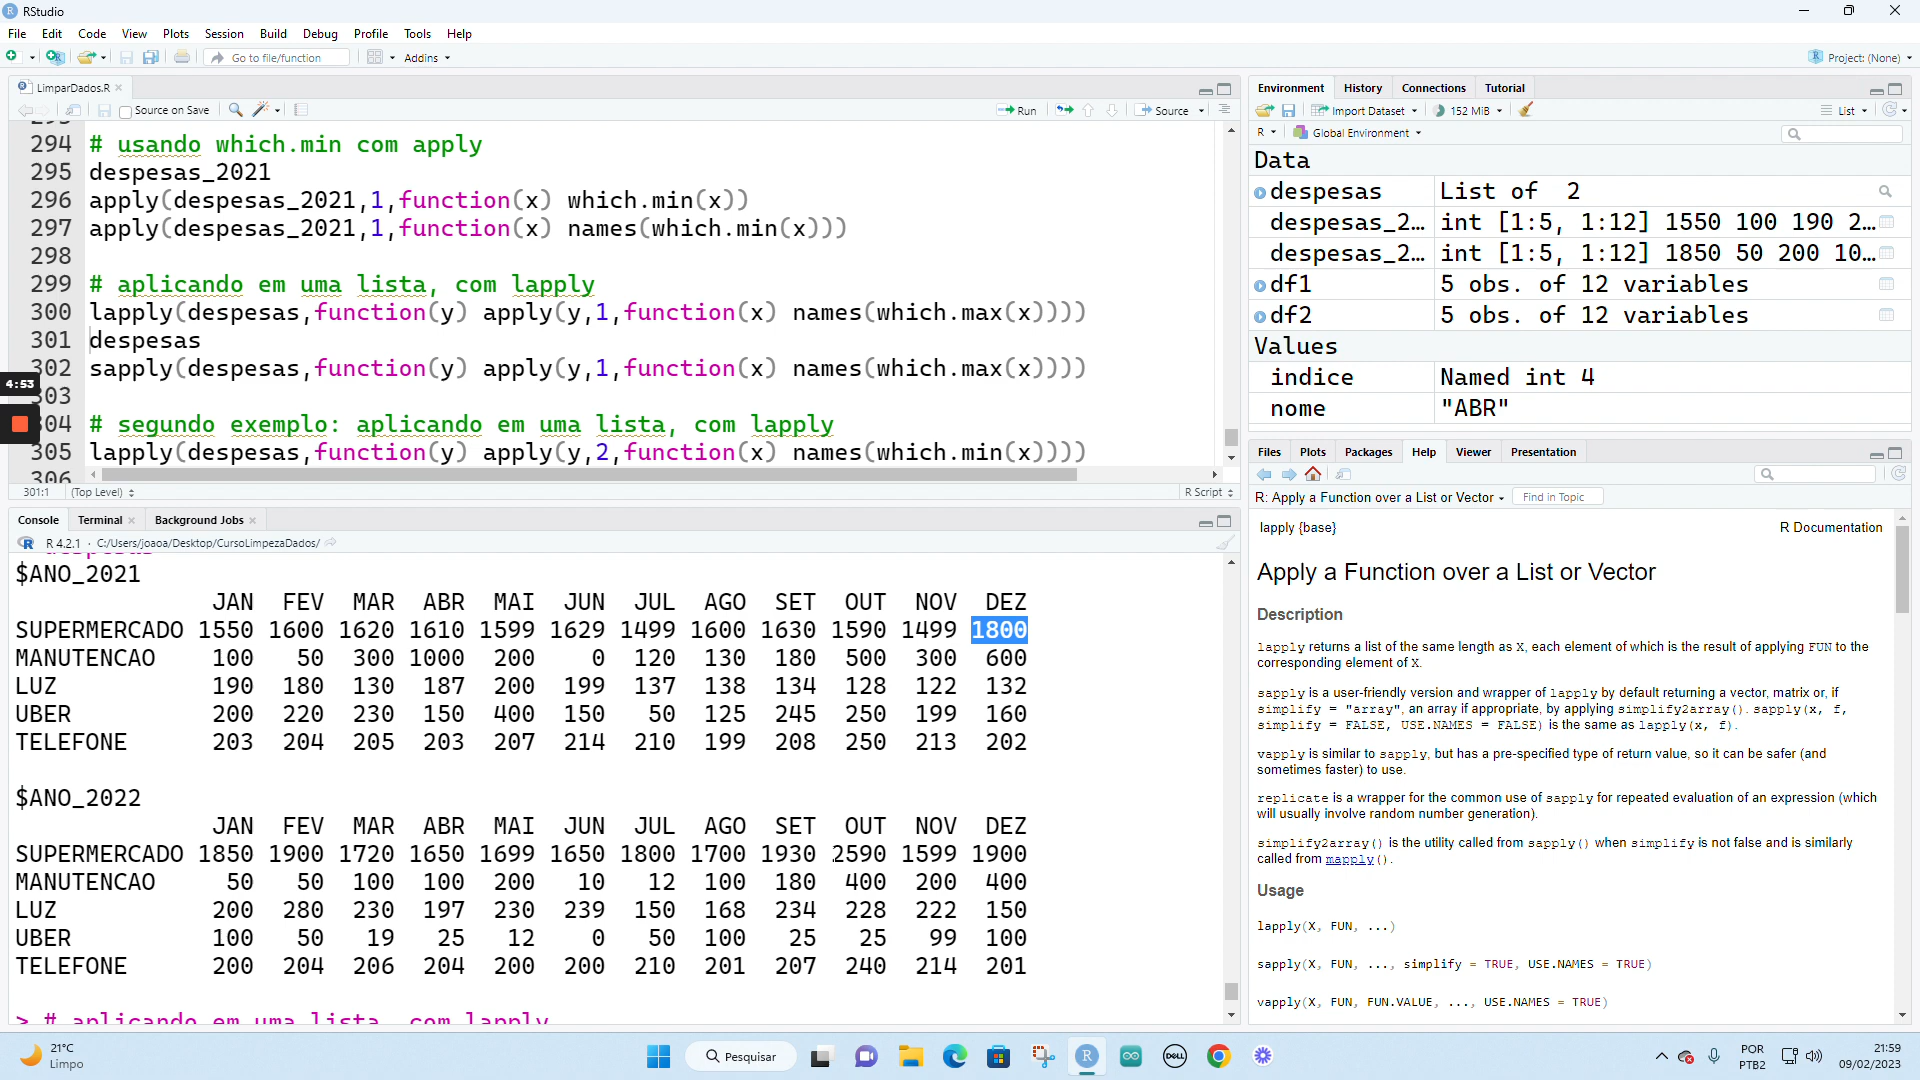 RStudio
File Edit Code View Plots Session Build Debug Profile Tools Help
Go to file/function Addins Project: (None)
LimparDados.R
Source on Save Run Source
294 # usando which.min com apply
295 despesas_2021
296 apply(despesas_2021,1,function(x) which.min(x))
297 apply(despesas_2021,1,function(x) names(which.min(x)))
298
299 # aplicando em uma lista, com lapply
300 lapply(despesas,function(y) apply(y,1,function(x) names(which.max(x))))
301 despesas
302 sapply(despesas,function(y) apply(y,1,function(x) names(which.max(x))))
4:53
303
304 # segundo exemplo: aplicando em uma lista, com lapply
305 lapply(despesas,function(y) apply(y,2,function(x) names(which.min(x))))
306
301:1 (Top Level) R Script
Console Terminal Background Jobs
R 4.2.1 · C:/Users/joaoa/Desktop/CursoLimpezaDados/
despesas
$ANO_2021
JAN FEV MAR ABR MAI JUN JUL AGO SET OUT NOV DEZ
SUPERMERCADO 1550 1600 1620 1610 1599 1629 1499 1600 1630 1590 1499 1800
MANUTENCAO 100 50 300 1000 200 0 120 130 180 500 300 600
LUZ 190 180 130 187 200 199 137 138 134 128 122 132
UBER 200 220 230 150 400 150 50 125 245 250 199 160
TELEFONE 203 204 205 203 207 214 210 199 208 250 213 202
$ANO_2022
JAN FEV MAR ABR MAI JUN JUL AGO SET OUT NOV DEZ
SUPERMERCADO 1850 1900 1720 1650 1699 1650 1800 1700 1930 2590 1599 1900
MANUTENCAO 50 50 100 100 200 10 12 100 180 400 200 400
LUZ 200 280 230 197 230 239 150 168 234 228 222 150
UBER 100 50 19 25 12 0 50 100 25 25 99 100
TELEFONE 200 204 206 204 200 200 210 201 207 240 214 201
> # aplicando em uma lista, com lapply
Environment History Connections Tutorial
Import Dataset 152 MiB List
R Global Environment
Data
despesas List of 2
despesas_2… int [1:5, 1:12] 1550 100 190 2…
despesas_2… int [1:5, 1:12] 1850 50 200 10…
df1 5 obs. of 12 variables
df2 5 obs. of 12 variables
Values
indice Named int 4
nome "ABR"
Files Plots Packages Help Viewer Presentation
R: Apply a Function over a List or Vector Find in Topic
lapply {base} R Documentation
Apply a Function over a List or Vector
Description
lapply returns a list of the same length as X, each element of which is the result of applying FUN to the
corresponding element of X.
sapply is a user-friendly version and wrapper of lapply by default returning a vector, matrix or, if
simplify = "array", an array if appropriate, by applying simplify2array(). sapply(x, f,
simplify = FALSE, USE.NAMES = FALSE) is the same as lapply(x, f).
vapply is similar to sapply, but has a pre-specified type of return value, so it can be safer (and
sometimes faster) to use.
replicate is a wrapper for the common use of sapply for repeated evaluation of an expression (which
will usually involve random number generation).
simplify2array() is the utility called from sapply() when simplify is not false and is similarly
called from mapply().
Usage
lapply(X, FUN, ...)
sapply(X, FUN, ..., simplify = TRUE, USE.NAMES = TRUE)
vapply(X, FUN, FUN.VALUE, ..., USE.NAMES = TRUE)
21°C
Limpo
Pesquisar
DELL
POR
PTB2
21:59
09/02/2023